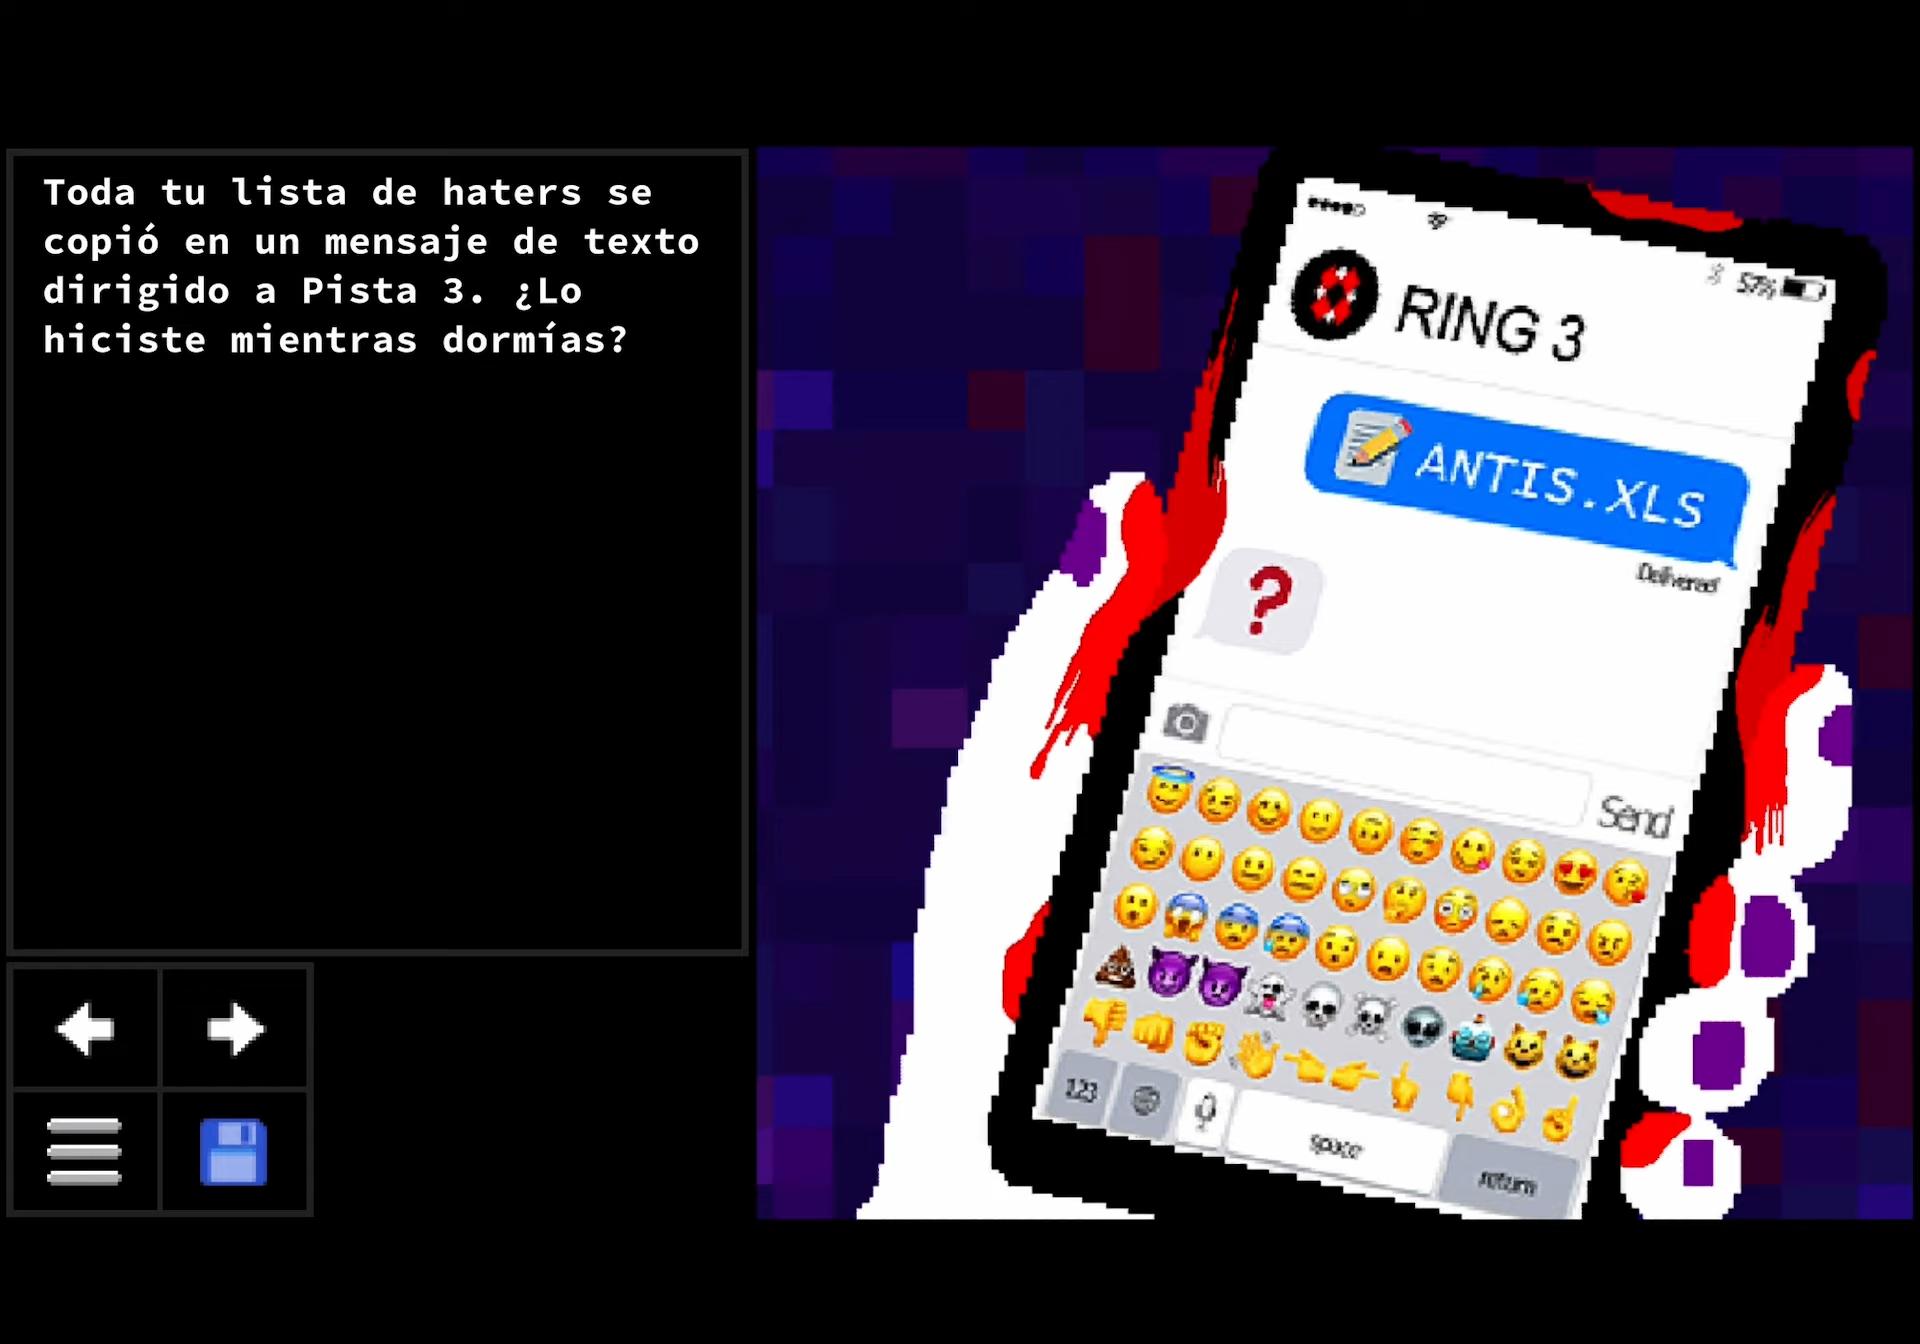 Toda tu lista de haters se
copió en un mensaje de texto
dirigido a Pista 3. ¿Lo
hiciste mientras dormías?
57%
RING 3
ANTIS.XLS
Delivered
?
Send
123
space
return